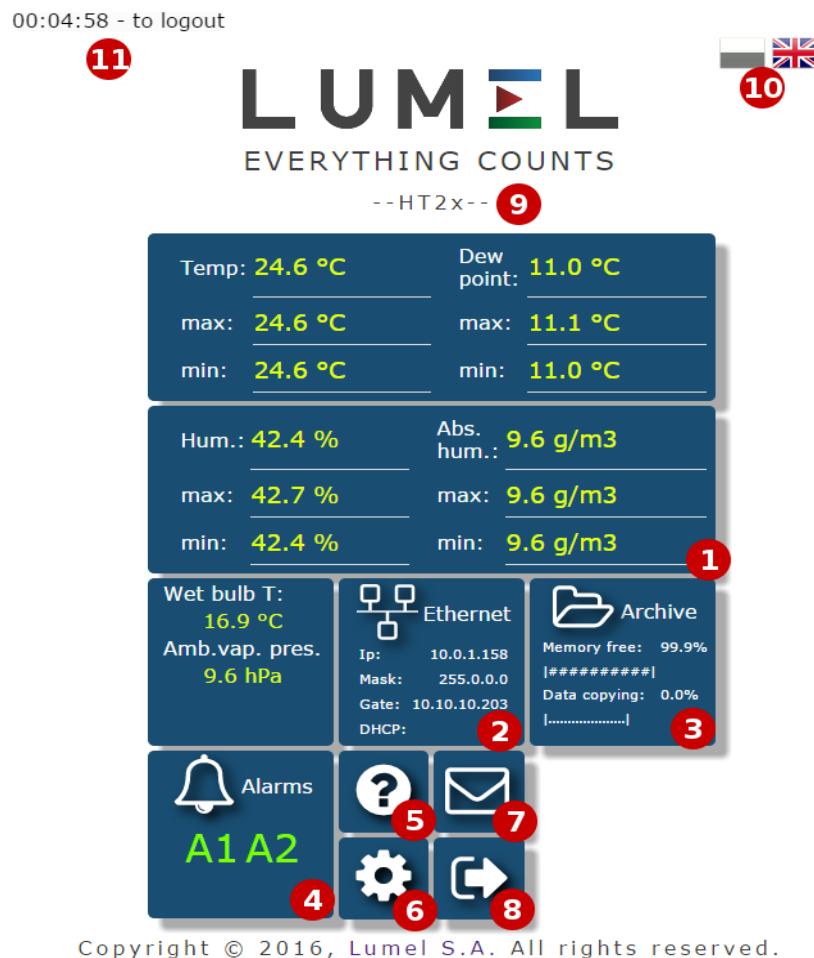 00:04:58 - to logout
11
10
LUMEL
EVERYTHING COUNTS
--HT2x--
9
Temp: 24.6 °C
Dew point: 11.0 °C
max: 24.6 °C
max: 11.1 °C
min: 24.6 °C
min: 11.0 °C
Hum.: 42.4 %
Abs. hum.: 9.6 g/m3
max: 42.7 %
max: 9.6 g/m3
min: 42.4 %
min: 9.6 g/m3
1
Wet bulb T:
16.9 °C
Amb.vap. pres.
9.6 hPa
Ethernet
Ip: 10.0.1.158
Mask: 255.0.0.0
Gate: 10.10.10.203
DHCP:
2
Archive
Memory free: 99.9%
|##########|
Data copying: 0.0%
|....................|
3
Alarms
A1 A2
4
?
5
7
6
8
Copyright © 2016, Lumel S.A. All rights reserved.